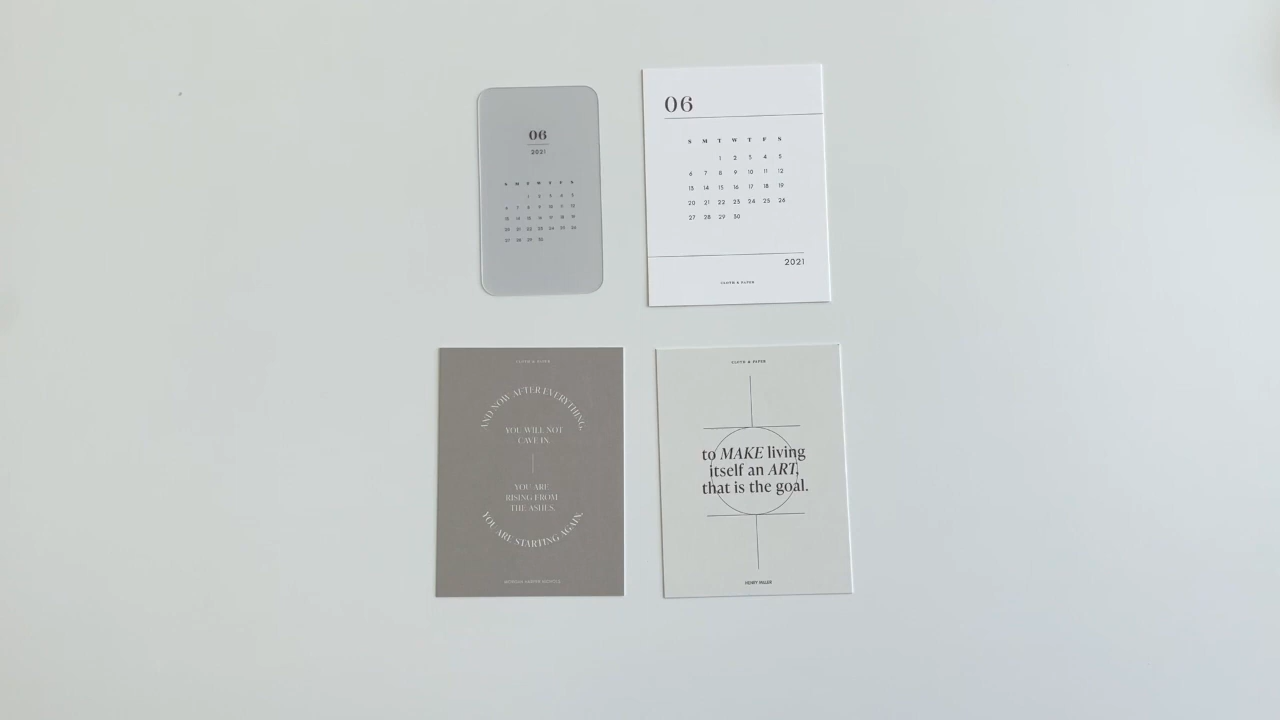 06
2021
S M T W T F S
1 2 3 4 5
6 7 8 9 10 11 12
13 14 15 16 17 18 19
20 21 22 23 24 25 26
27 28 29 30
06
S M T W T F S
1 2 3 4 5
6 7 8 9 10 11 12
13 14 15 16 17 18 19
20 21 22 23 24 25 26
27 28 29 30
2021
CLOTH & PAPER
CLOTH & PAPER
AND NOW AFTER EVERYTHING,
YOU WILL NOT
CAVE IN.
YOU ARE
RISING FROM
THE ASHES,
YOU ARE STARTING AGAIN.
CLOTH & PAPER
to MAKE living
itself an ART,
that is the goal.
HENRY MILLER